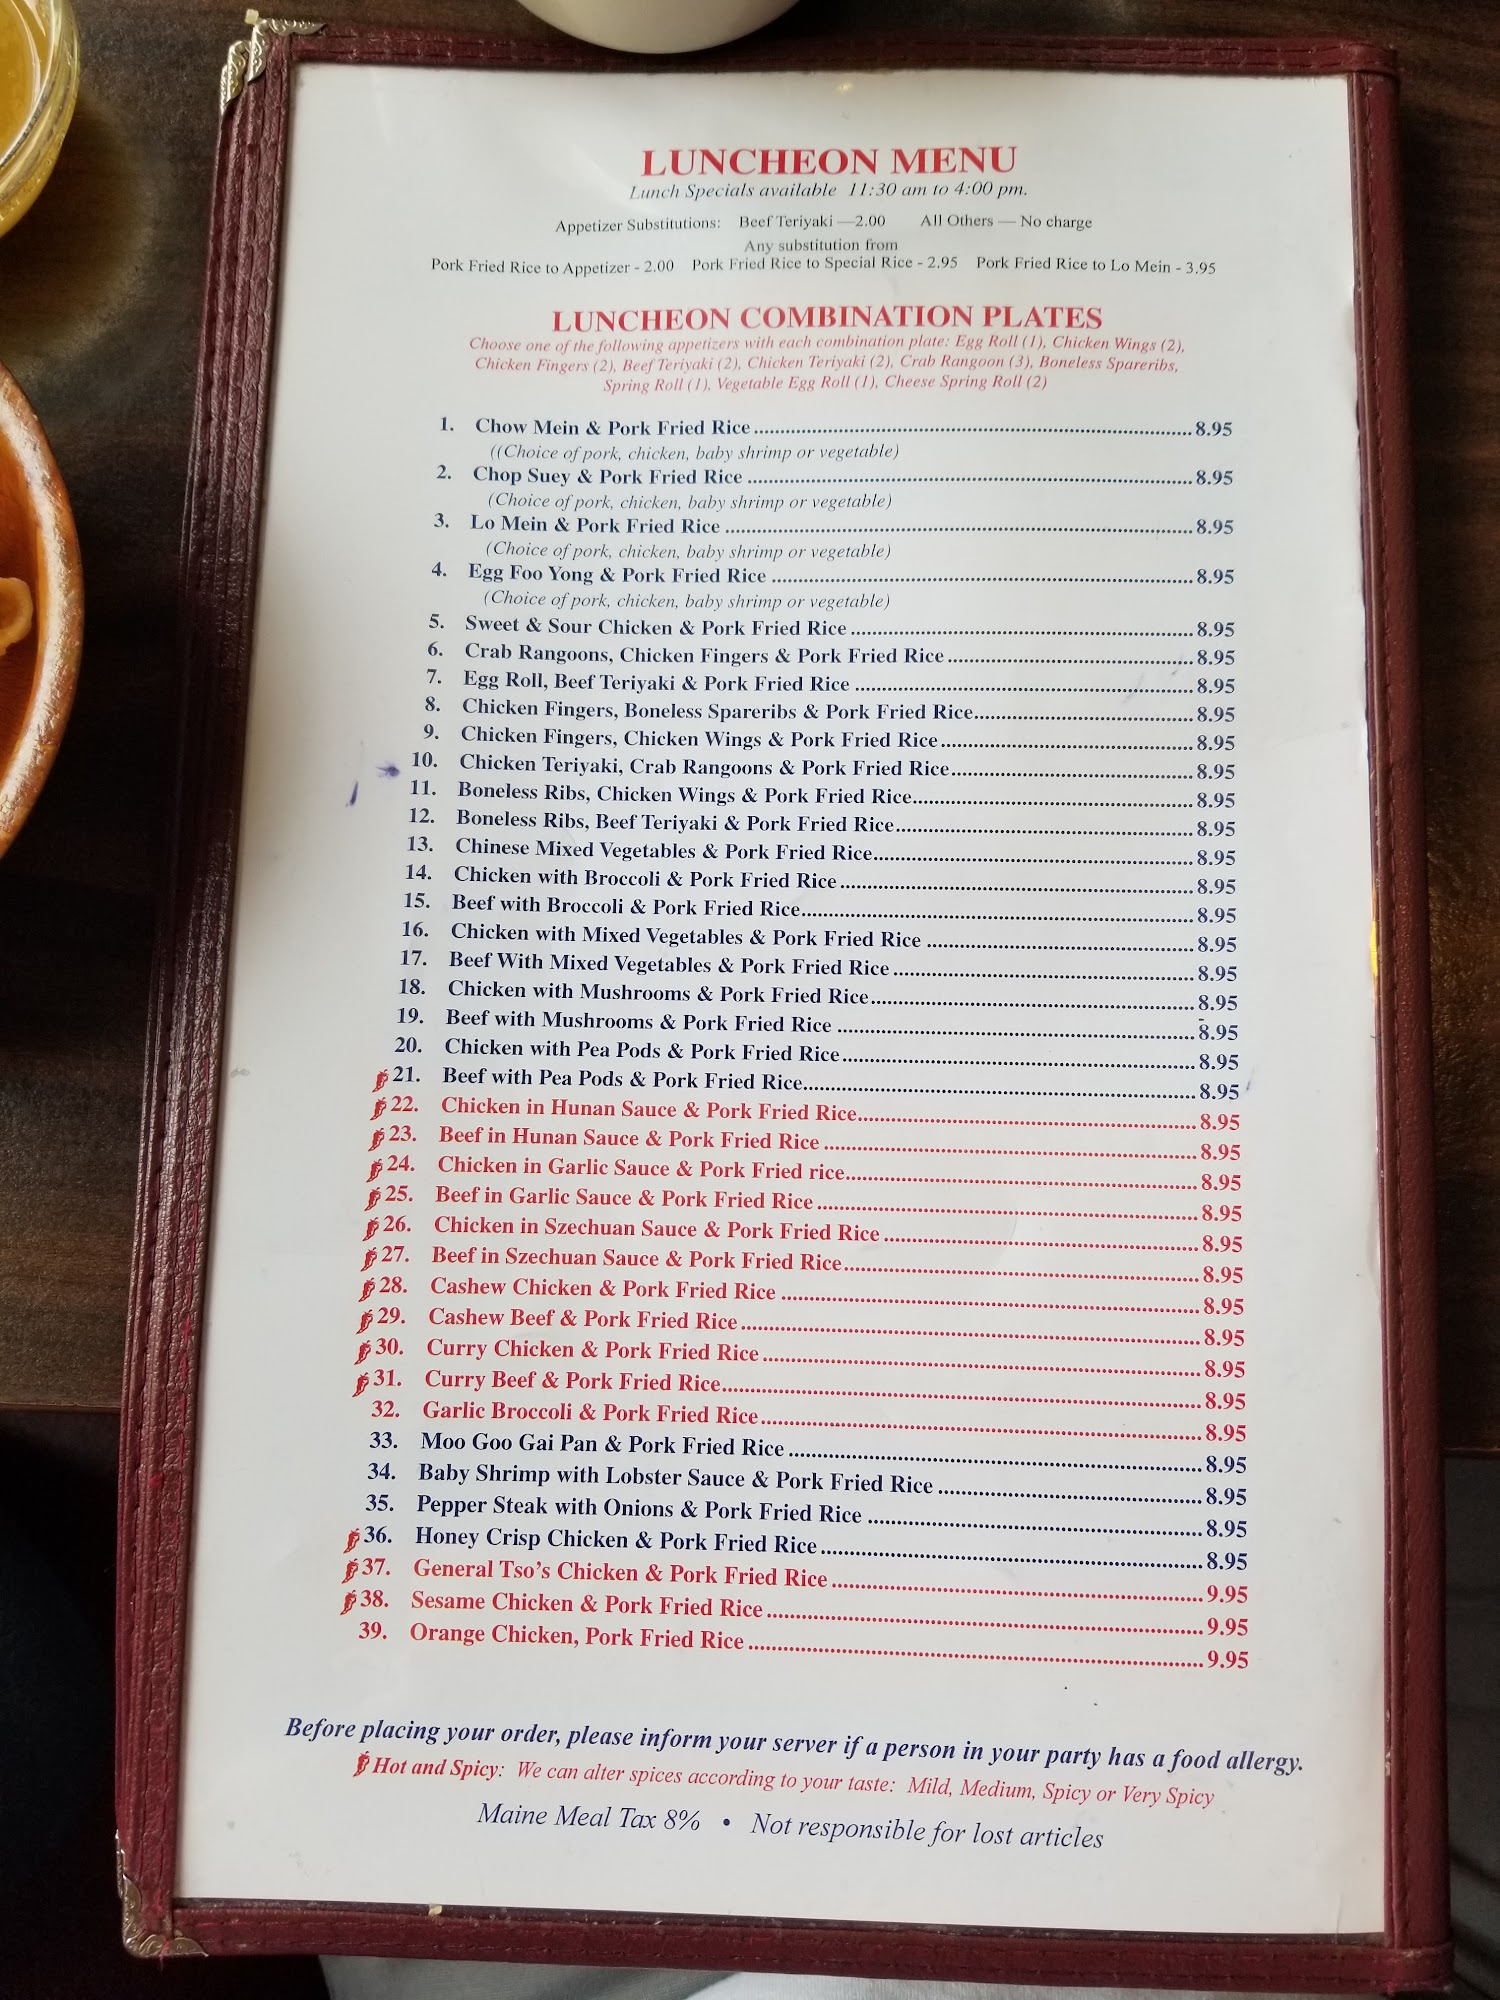 LUNCHEON MENU
Lunch Specials available 11:30 am to 4:00 pm.
Appetizer Substitutions: Beef Teriyaki —2.00 All Others — No charge
Any substitution from
Pork Fried Rice to Appetizer - 2.00 Pork Fried Rice to Special Rice - 2.95 Pork Fried Rice to Lo Mein - 3.95
LUNCHEON COMBINATION PLATES
Choose one of the following appetizers with each combination plate: Egg Roll (1), Chicken Wings (2),
Chicken Fingers (2), Beef Teriyaki (2), Chicken Teriyaki (2), Crab Rangoon (3), Boneless Spareribs,
Spring Roll (1), Vegetable Egg Roll (1), Cheese Spring Roll (2)
1. Chow Mein & Pork Fried Rice ........ 8.95
((Choice of pork, chicken, baby shrimp or vegetable)
2. Chop Suey & Pork Fried Rice ........ 8.95
(Choice of pork, chicken, baby shrimp or vegetable)
3. Lo Mein & Pork Fried Rice ........ 8.95
(Choice of pork, chicken, baby shrimp or vegetable)
4. Egg Foo Yong & Pork Fried Rice ........ 8.95
(Choice of pork, chicken, baby shrimp or vegetable)
5. Sweet & Sour Chicken & Pork Fried Rice ........ 8.95
6. Crab Rangoons, Chicken Fingers & Pork Fried Rice ........ 8.95
7. Egg Roll, Beef Teriyaki & Pork Fried Rice ........ 8.95
8. Chicken Fingers, Boneless Spareribs & Pork Fried Rice ........ 8.95
9. Chicken Fingers, Chicken Wings & Pork Fried Rice ........ 8.95
10. Chicken Teriyaki, Crab Rangoons & Pork Fried Rice ........ 8.95
11. Boneless Ribs, Chicken Wings & Pork Fried Rice ........ 8.95
12. Boneless Ribs, Beef Teriyaki & Pork Fried Rice ........ 8.95
13. Chinese Mixed Vegetables & Pork Fried Rice ........ 8.95
14. Chicken with Broccoli & Pork Fried Rice ........ 8.95
15. Beef with Broccoli & Pork Fried Rice ........ 8.95
16. Chicken with Mixed Vegetables & Pork Fried Rice ........ 8.95
17. Beef With Mixed Vegetables & Pork Fried Rice ........ 8.95
18. Chicken with Mushrooms & Pork Fried Rice ........ 8.95
19. Beef with Mushrooms & Pork Fried Rice ........ 8.95
20. Chicken with Pea Pods & Pork Fried Rice ........ 8.95
21. Beef with Pea Pods & Pork Fried Rice ........ 8.95
22. Chicken in Hunan Sauce & Pork Fried Rice ........ 8.95
23. Beef in Hunan Sauce & Pork Fried Rice ........ 8.95
24. Chicken in Garlic Sauce & Pork Fried rice ........ 8.95
25. Beef in Garlic Sauce & Pork Fried Rice ........ 8.95
26. Chicken in Szechuan Sauce & Pork Fried Rice ........ 8.95
27. Beef in Szechuan Sauce & Pork Fried Rice ........ 8.95
28. Cashew Chicken & Pork Fried Rice ........ 8.95
29. Cashew Beef & Pork Fried Rice ........ 8.95
30. Curry Chicken & Pork Fried Rice ........ 8.95
31. Curry Beef & Pork Fried Rice ........ 8.95
32. Garlic Broccoli & Pork Fried Rice ........ 8.95
33. Moo Goo Gai Pan & Pork Fried Rice ........ 8.95
34. Baby Shrimp with Lobster Sauce & Pork Fried Rice ........ 8.95
35. Pepper Steak with Onions & Pork Fried Rice ........ 8.95
36. Honey Crisp Chicken & Pork Fried Rice ........ 8.95
37. General Tso's Chicken & Pork Fried Rice ........ 9.95
38. Sesame Chicken & Pork Fried Rice ........ 9.95
39. Orange Chicken, Pork Fried Rice ........ 9.95
Before placing your order, please inform your server if a person in your party has a food allergy.
Hot and Spicy: We can alter spices according to your taste: Mild, Medium, Spicy or Very Spicy
Maine Meal Tax 8% • Not responsible for lost articles